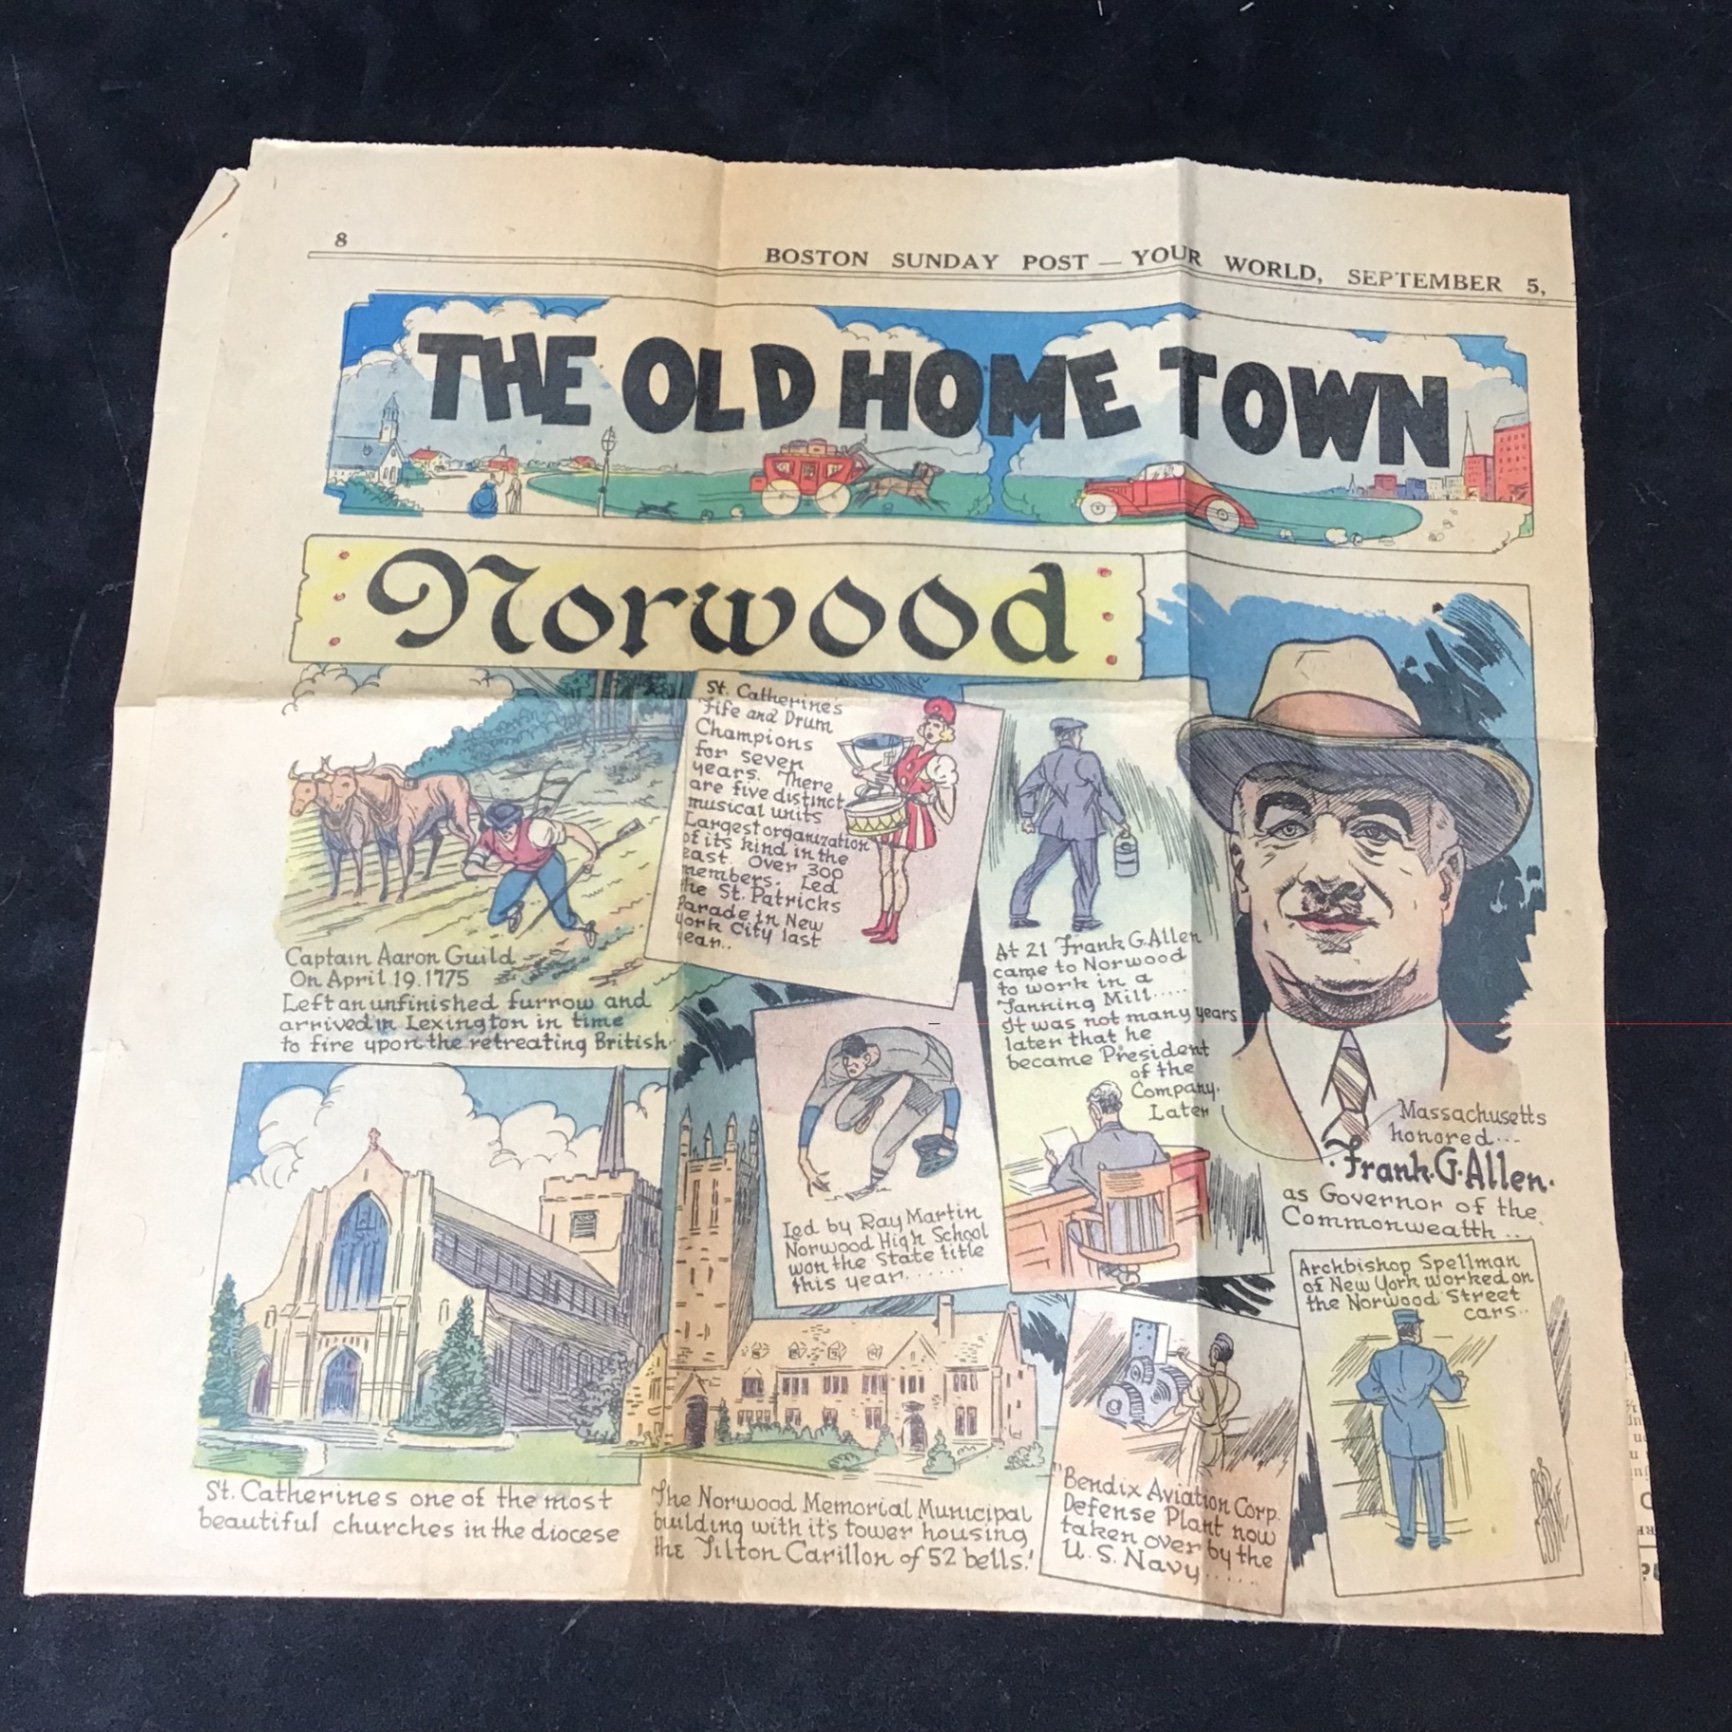 8
BOSTON SUNDAY POST — YOUR WORLD, SEPTEMBER 5,
THE OLD HOME TOWN
Norwood
Captain Aaron Guild
On April 19.1775
Left an unfinished furrow and
arrived in Lexington in time
to fire upon the retreating British.
St. Catherine's
Fife and Drum
Champions
for seven
years. There
are five distinct
musical units
Largest organization
of its kind in the
east. Over 300
members. Led
the St. Patricks
Parade in New
York City last
year..
At 21 Frank G. Allen
came to Norwood
to work in a
Tanning Mill.....
It was not many years
later that he
became President
of the
Company.
Later
Massachusetts
honored...
Frank.G.Allen.
as Governor of the
Commonwealth..
Led by Ray Martin
Norwood High School
won the State title
this year......
Archbishop Spellman
of New York worked on
the Norwood Street
cars..
St. Catherines one of the most
beautiful churches in the diocese
The Norwood Memorial Municipal
building with it's tower housing
the Tilton Carillon of 52 bells.'
"Bendix Aviation Corp.
Defense Plant now
taken over by the
U.S. Navy......